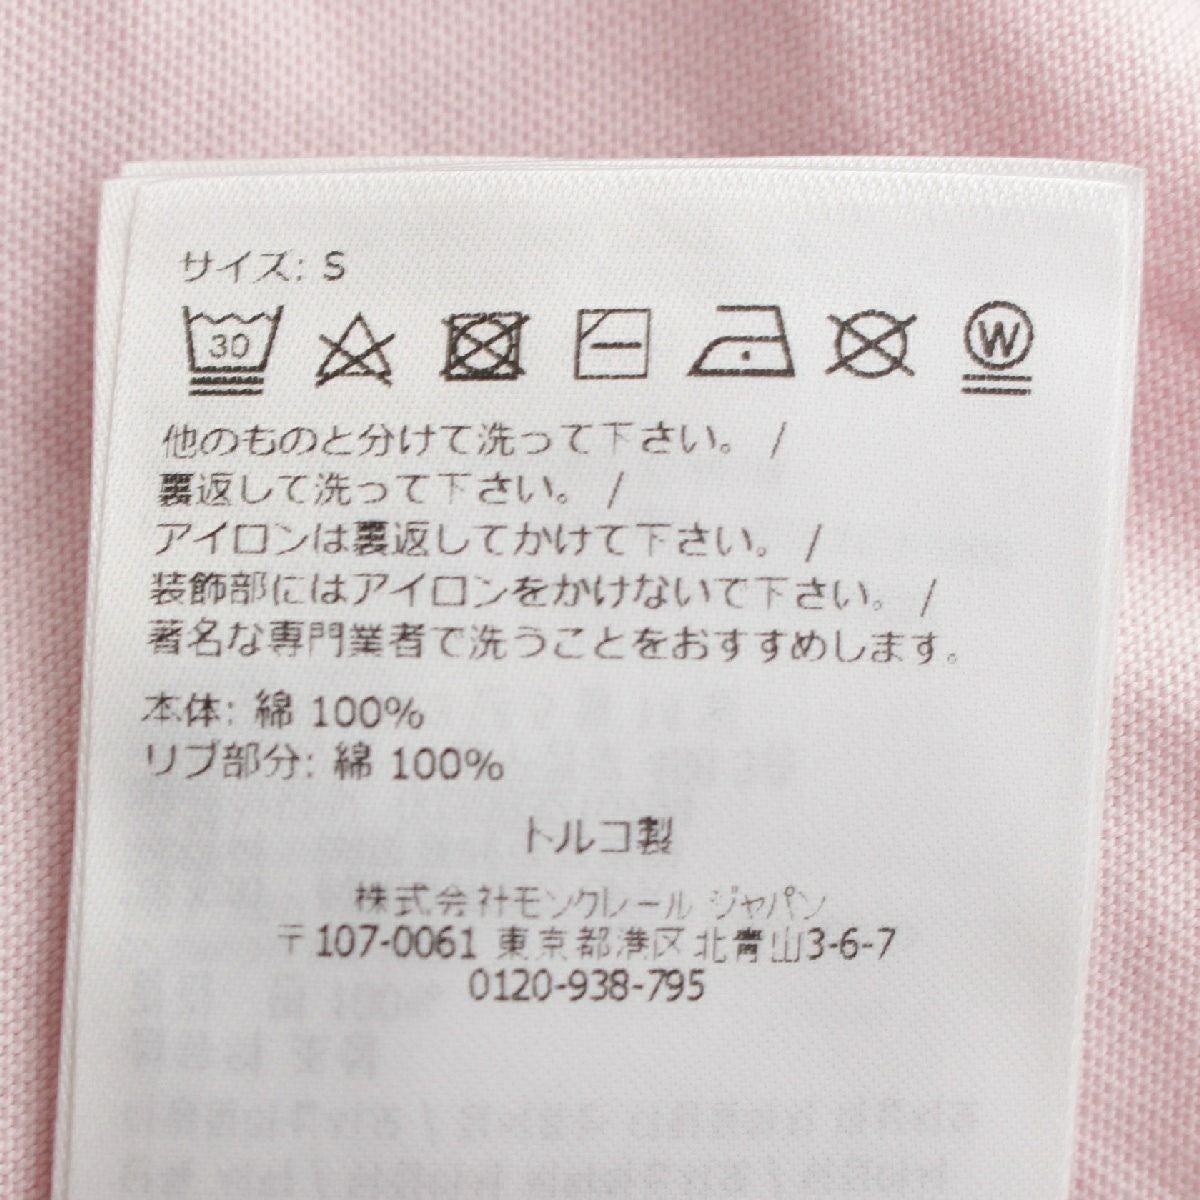 サイズ: S
30 W
他のものと分けて洗って下さい。 /
裏返して洗って下さい。 /
アイロンは裏返してかけて下さい。 /
装飾部にはアイロンをかけないで下さい。 /
著名な専門業者で洗うことをおすすめします。
本体: 綿 100%
リブ部分: 綿 100%
トルコ製
株式会社モンクレール ジャパン
〒107-0061 東京都港区北青山3-6-7
0120-938-795